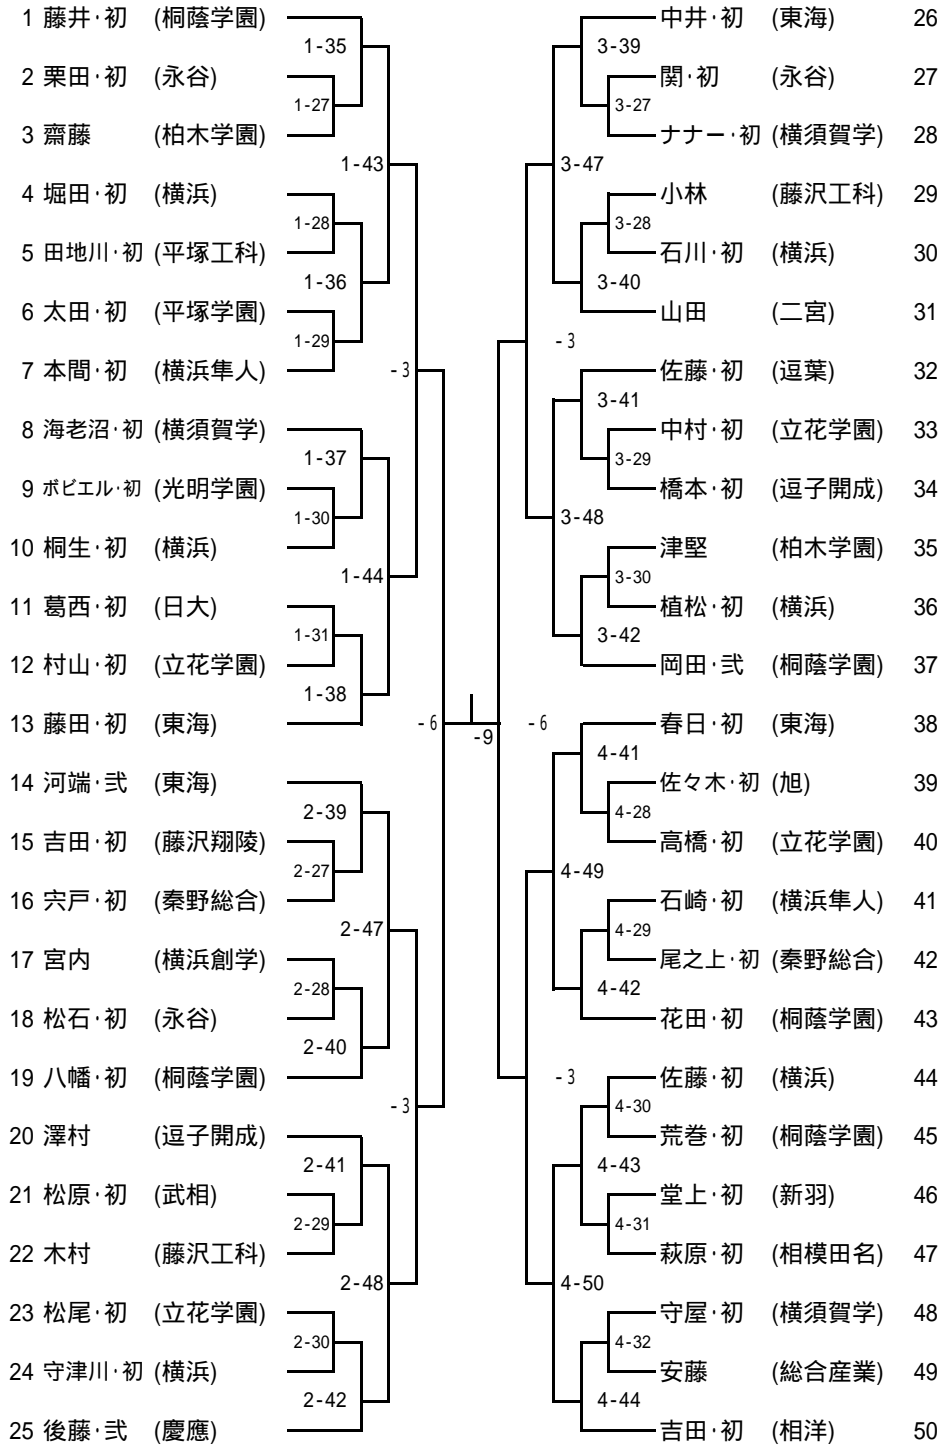 1 藤井・初 (桐蔭学園)
1-35
2 栗田・初 (永谷)
1-27
3 齋藤 (柏木学園)
1-43
4 堀田・初 (横浜)
1-28
5 田地川・初 (平塚工科)
1-36
6 太田・初 (平塚学園)
1-29
7 本間・初 (横浜隼人)
-3
8 海老沼・初 (横須賀学)
1-37
9 ボビエル・初 (光明学園)
1-30
10 桐生・初 (横浜)
1-44
11 葛西・初 (日大)
1-31
12 村山・初 (立花学園)
1-38
13 藤田・初 (東海)
-6
14 河端・弐 (東海)
2-39
15 吉田・初 (藤沢翔陵)
2-27
16 宍戸・初 (秦野総合)
2-47
17 宮内 (横浜創学)
2-28
18 松石・初 (永谷)
2-40
19 八幡・初 (桐蔭学園)
-3
20 澤村 (逗子開成)
2-41
21 松原・初 (武相)
2-29
22 木村 (藤沢工科)
2-48
23 松尾・初 (立花学園)
2-30
24 守津川・初 (横浜)
2-42
25 後藤・弐 (慶應)
-9
中井・初 (東海) 26
3-39
関・初 (永谷) 27
3-27
ナナー・初 (横須賀学) 28
3-47
小林 (藤沢工科) 29
3-28
石川・初 (横浜) 30
3-40
山田 (二宮) 31
-3
佐藤・初 (逗葉) 32
3-41
中村・初 (立花学園) 33
3-29
橋本・初 (逗子開成) 34
3-48
津堅 (柏木学園) 35
3-30
植松・初 (横浜) 36
3-42
岡田・弐 (桐蔭学園) 37
-6
春日・初 (東海) 38
4-41
佐々木・初 (旭) 39
4-28
高橋・初 (立花学園) 40
4-49
石崎・初 (横浜隼人) 41
4-29
尾之上・初 (秦野総合) 42
4-42
花田・初 (桐蔭学園) 43
-3
佐藤・初 (横浜) 44
4-30
荒巻・初 (桐蔭学園) 45
4-43
堂上・初 (新羽) 46
4-31
萩原・初 (相模田名) 47
4-50
守屋・初 (横須賀学) 48
4-32
安藤 (総合産業) 49
4-44
吉田・初 (相洋) 50